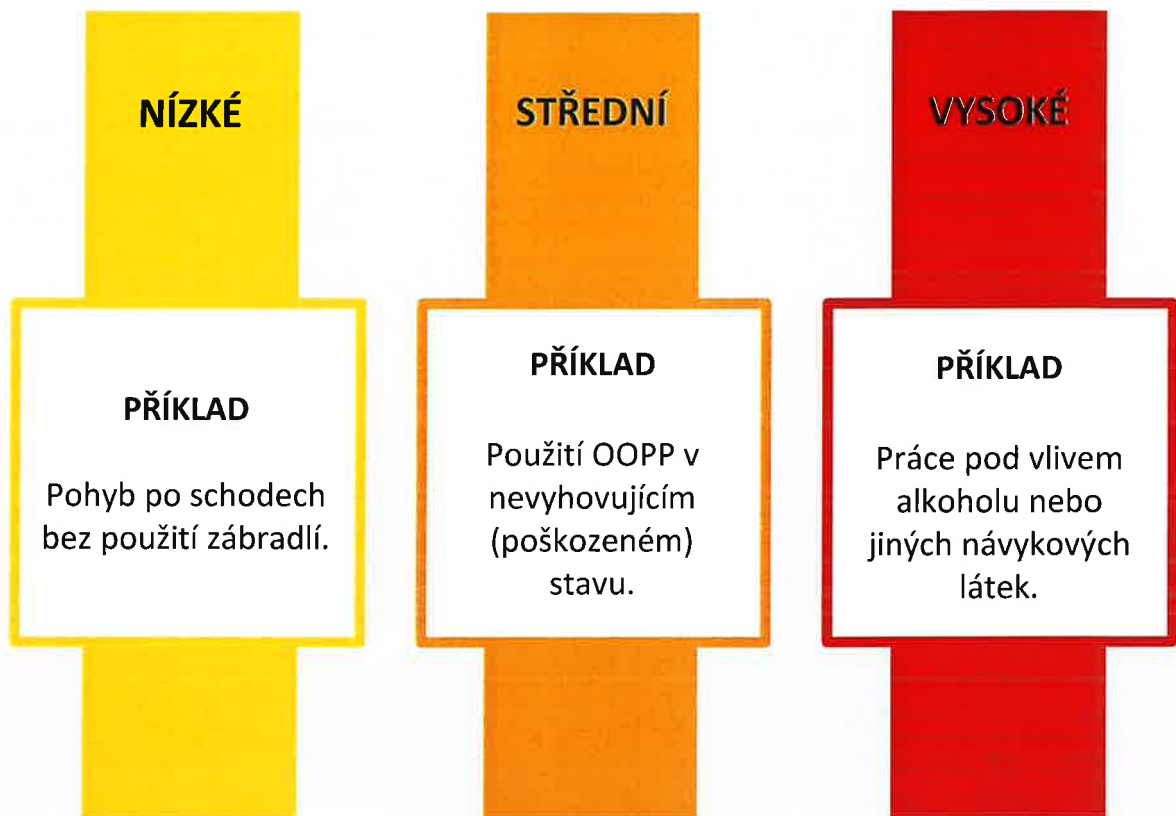 NÍZKÉ
PŘÍKLAD
Pohyb po schodech
bez použití zábradlí.
STŘEDNÍ
PŘÍKLAD
Použití OOPP v
nevyhovujícím
(poškozeném)
stavu.
VYSOKÉ
PŘÍKLAD
Práce pod vlivem
alkoholu nebo
jiných návykových
látek.